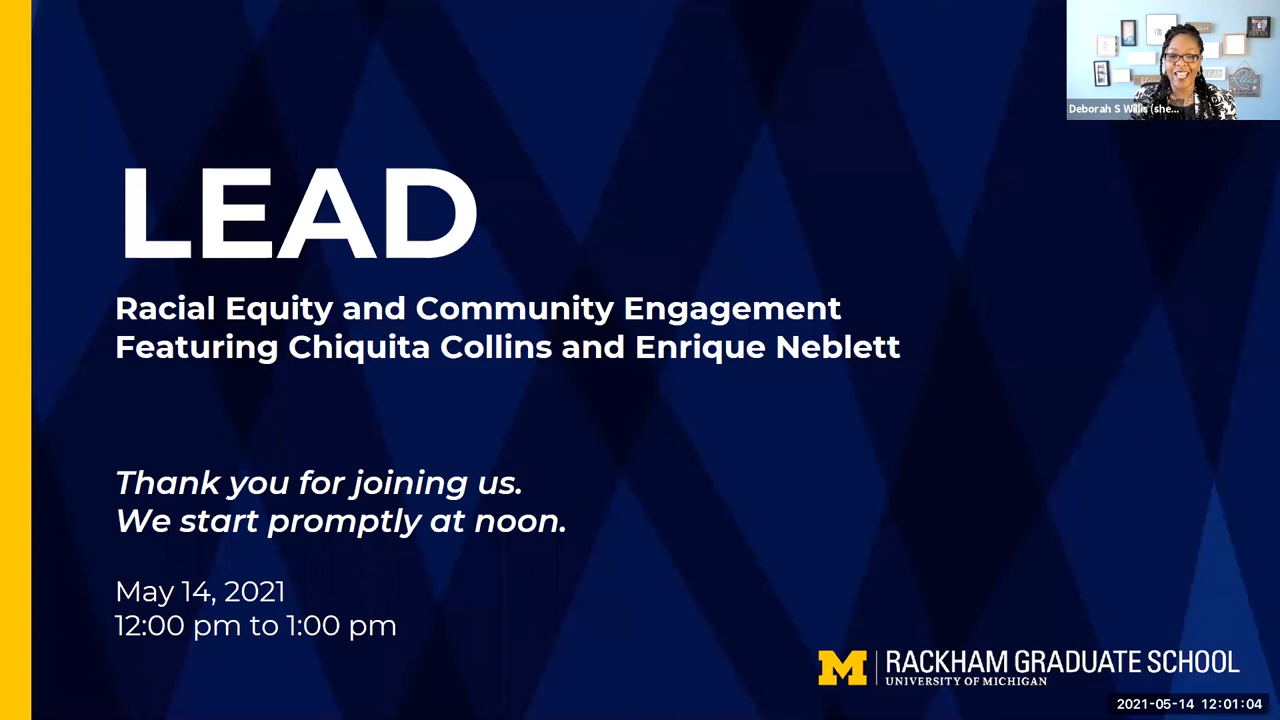 LEAD
Racial Equity and Community Engagement
Featuring Chiquita Collins and Enrique Neblett
Thank you for joining us.
We start promptly at noon.
May 14, 2021
12:00 pm to 1:00 pm
Deborah S Willis (she...
M
RACKHAM GRADUATE SCHOOL
UNIVERSITY OF MICHIGAN
2021-05-14 12:01:04